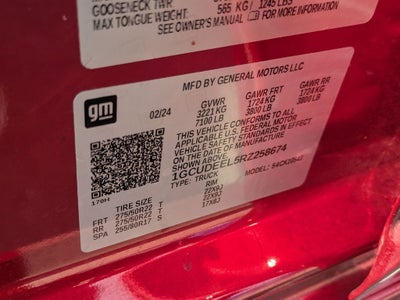 GOOSENECK TWR
565 KG / 1245 LBS
MAX TONGUE WEIGHT:
FOR MORE INFORMATION
SEE OWNER'S MANUAL
MFD BY GENERAL MOTORS LLC
gm
02/24
GVWR GAWR FRT GAWR RR
3221 KG 1724 KG 1724 KG
7100 LB 3800 LB 3800 LB
THIS VEHICLE CONFORMS TO ALL
APPLICABLE U.S. FEDERAL MOTOR
VEHICLE SAFETY STANDARDS IN EFFECT
ON THE DATE OF MANUFACTURE
SHOWN ABOVE.
1GCUDEEL5RZ258674
TYPE: TRUCK MODEL:
170H
TIRE SIZE RIM
FRT 275/50R22 T 22X9J
RR 275/50R22 T 22X9J
SPA 255/80R17 S 17X8J